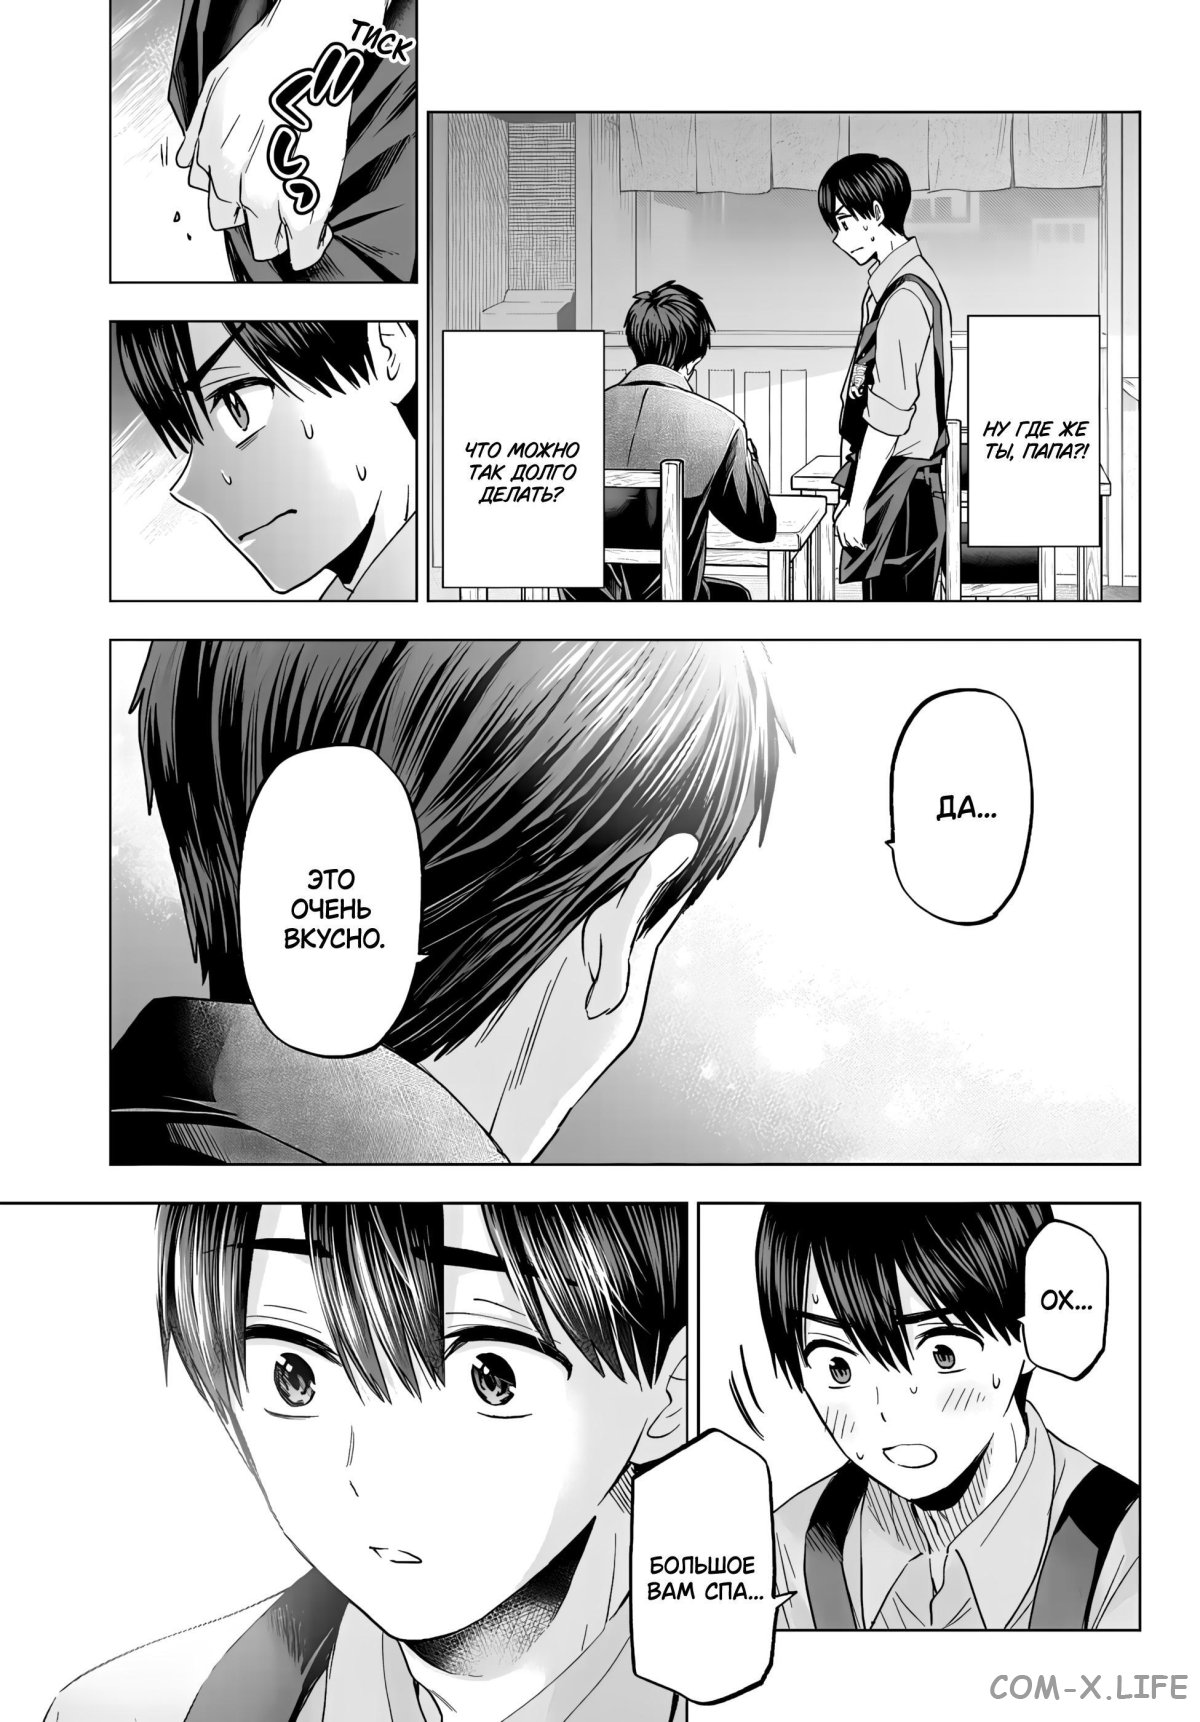 ТИСК
НУ ГДЕ ЖЕ
ТЫ, ПАПА?!
ЧТО МОЖНО
ТАК ДОЛГО
ДЕЛАТЬ?
ДА...
ЭТО
ОЧЕНЬ
ВКУСНО.
ОХ...
БОЛЬШОЕ
ВАМ СПА...
COM-X.LIFE